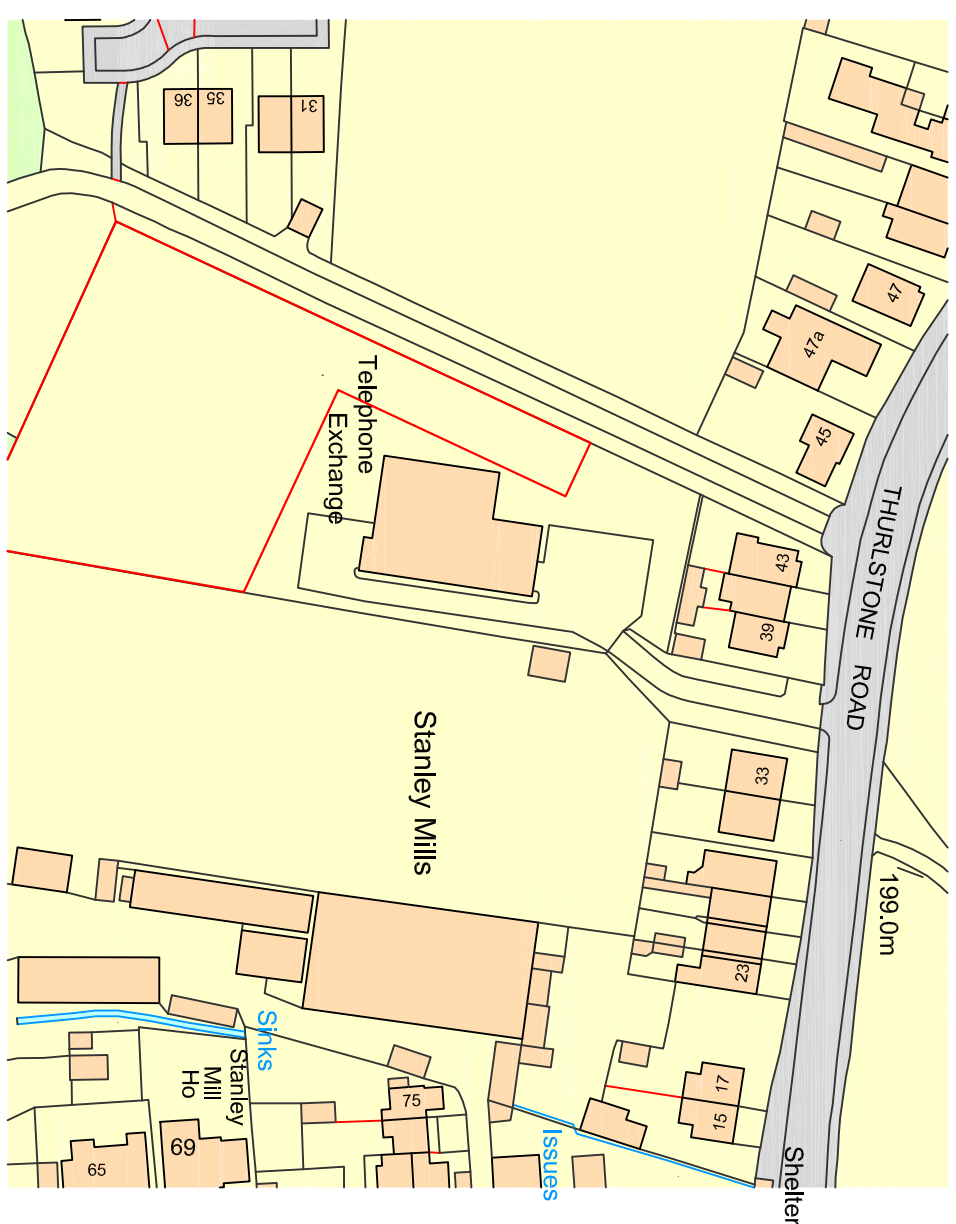 36
35
31
47
47a
45
Telephone
Exchange
THURLSTONE ROAD
43
39
33
Stanley Mills
199.0m
23
Sinks
Stanley
Mill
Ho
17
15
75
69
65
Issues
Shelter